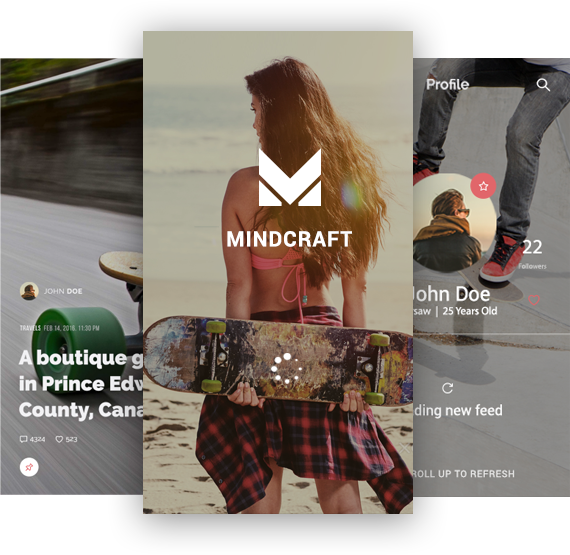 JOHN DOE
TRAVELS FEB.14, 2016, 11:30 PM
A boutique g
in Prince Edw
County, Cana
4324 523
MINDCRAFT
Profile
22
Followers
John Doe
saw | 25 Years Old
ding new feed
ROLL UP TO REFRESH